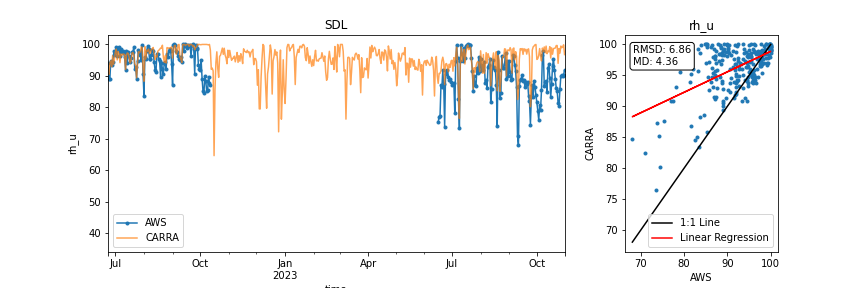 SDL
rh_u
100
90
80
70
60
50
40
rh_u
AWS
CARRA
Jul
Oct
Jan
2023
Apr
Jul
Oct
time
rh_u
RMSD: 6.86
MD: 4.36
100
95
90
85
80
75
70
CARRA
1:1 Line
Linear Regression
70
80
90
100
AWS